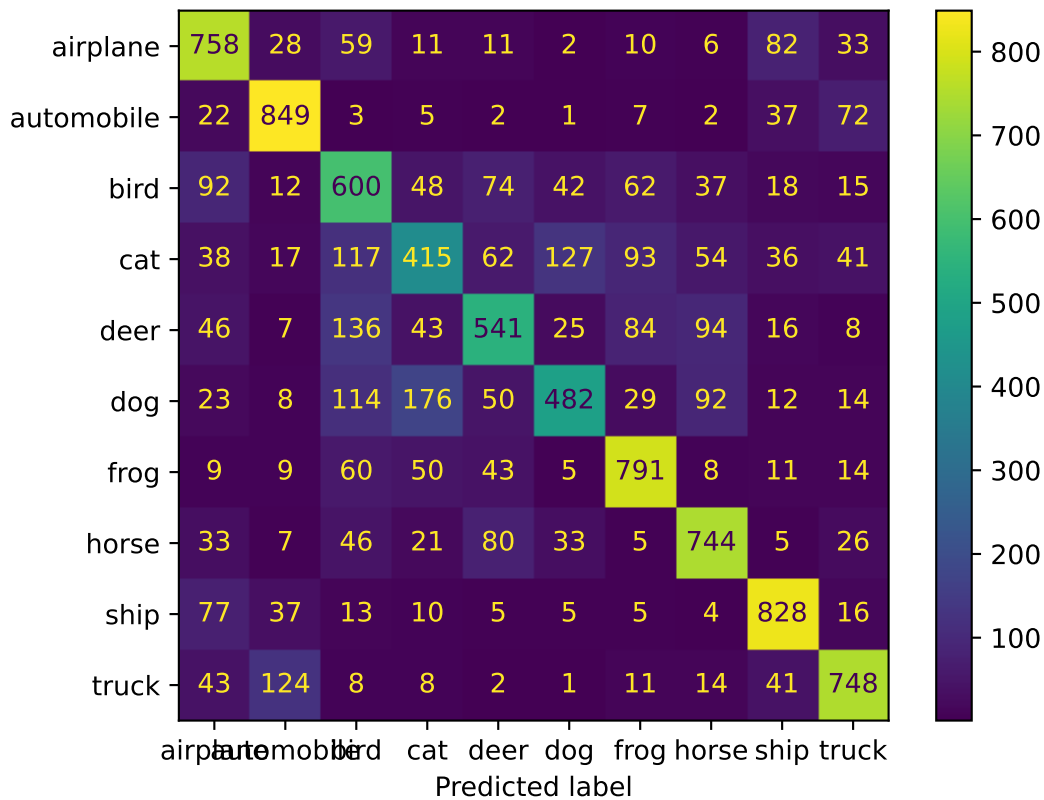 airplane 758 28 59 11 11 2 10 6 82 33
automobile 22 849 3 5 2 1 7 2 37 72
bird 92 12 600 48 74 42 62 37 18 15
cat 38 17 117 415 62 127 93 54 36 41
deer 46 7 136 43 541 25 84 94 16 8
dog 23 8 114 176 50 482 29 92 12 14
frog 9 9 60 50 43 5 791 8 11 14
horse 33 7 46 21 80 33 5 744 5 26
ship 77 37 13 10 5 5 5 4 828 16
truck 43 124 8 8 2 1 11 14 41 748
airplane automobile bird cat deer dog frog horse ship truck
Predicted label
800
700
600
500
400
300
200
100